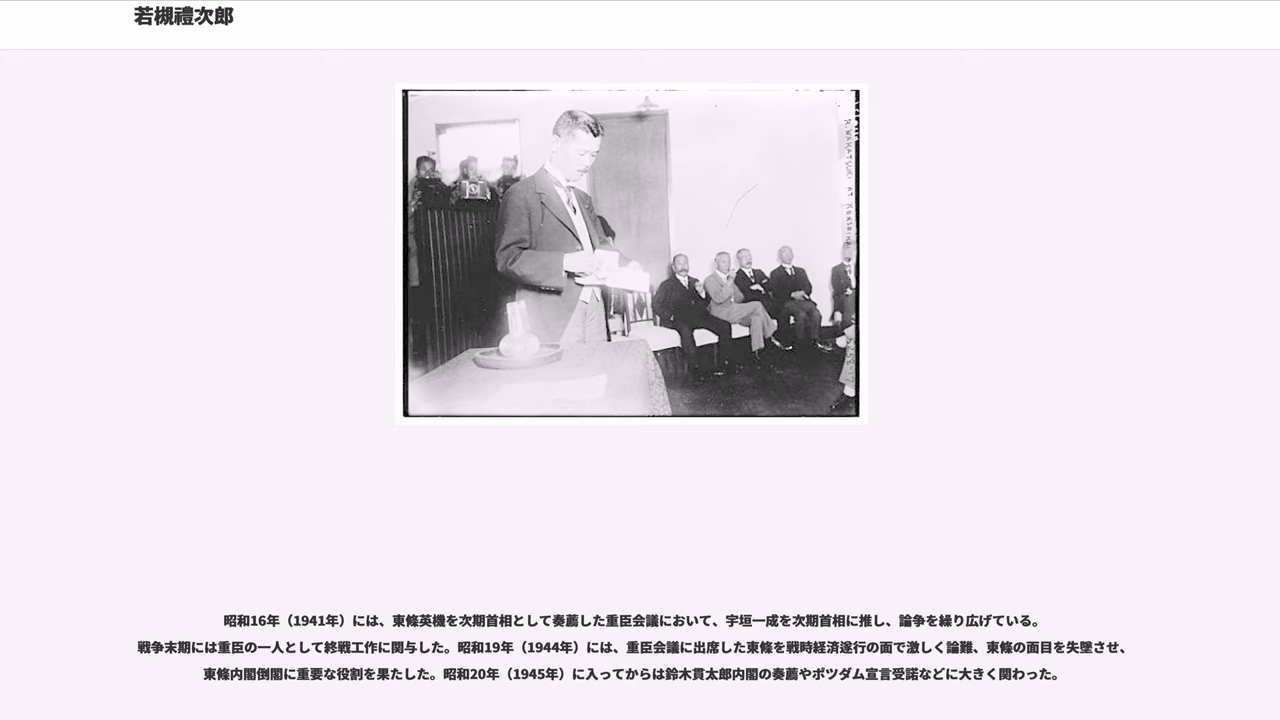 若槻禮次郎
R. WAKATSUKI AT
昭和16年（1941年）には、東條英機を次期首相として奏薦した重臣会議において、宇垣一成を次期首相に推し、論争を繰り広げている。
戦争末期には重臣の一人として終戦工作に関与した。昭和19年（1944年）には、重臣会議に出席した東條を戦時経済遂行の面で激しく論難、東條の面目を失墜させ、
東條内閣倒閣に重要な役割を果たした。昭和20年（1945年）に入ってからは鈴木貫太郎内閣の奏薦やポツダム宣言受諾などに大きく関わった。